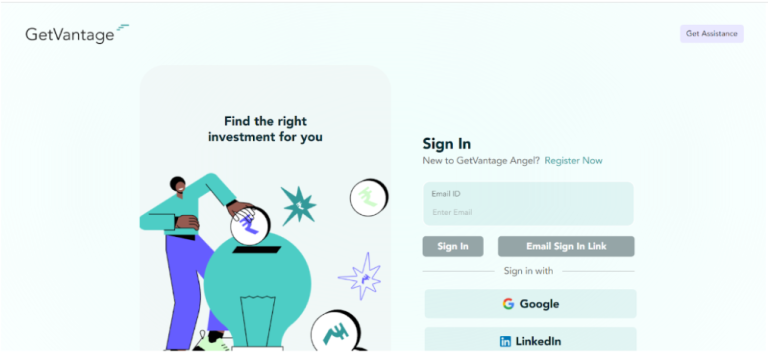 GetVantage
Get Assistance
Find the right
investment for you
Sign In
New to GetVantage Angel? Register Now
Email ID
Enter Email
Sign In
Email Sign In Link
Sign in with
Google
LinkedIn